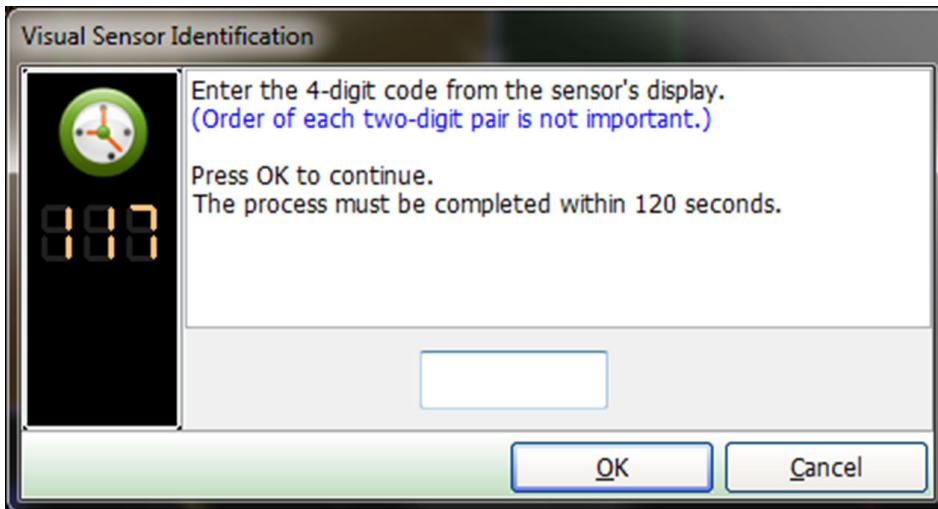 Visual Sensor Identification
Enter the 4-digit code from the sensor's display.
(Order of each two-digit pair is not important.)
Press OK to continue.
The process must be completed within 120 seconds.
117
OK
Cancel